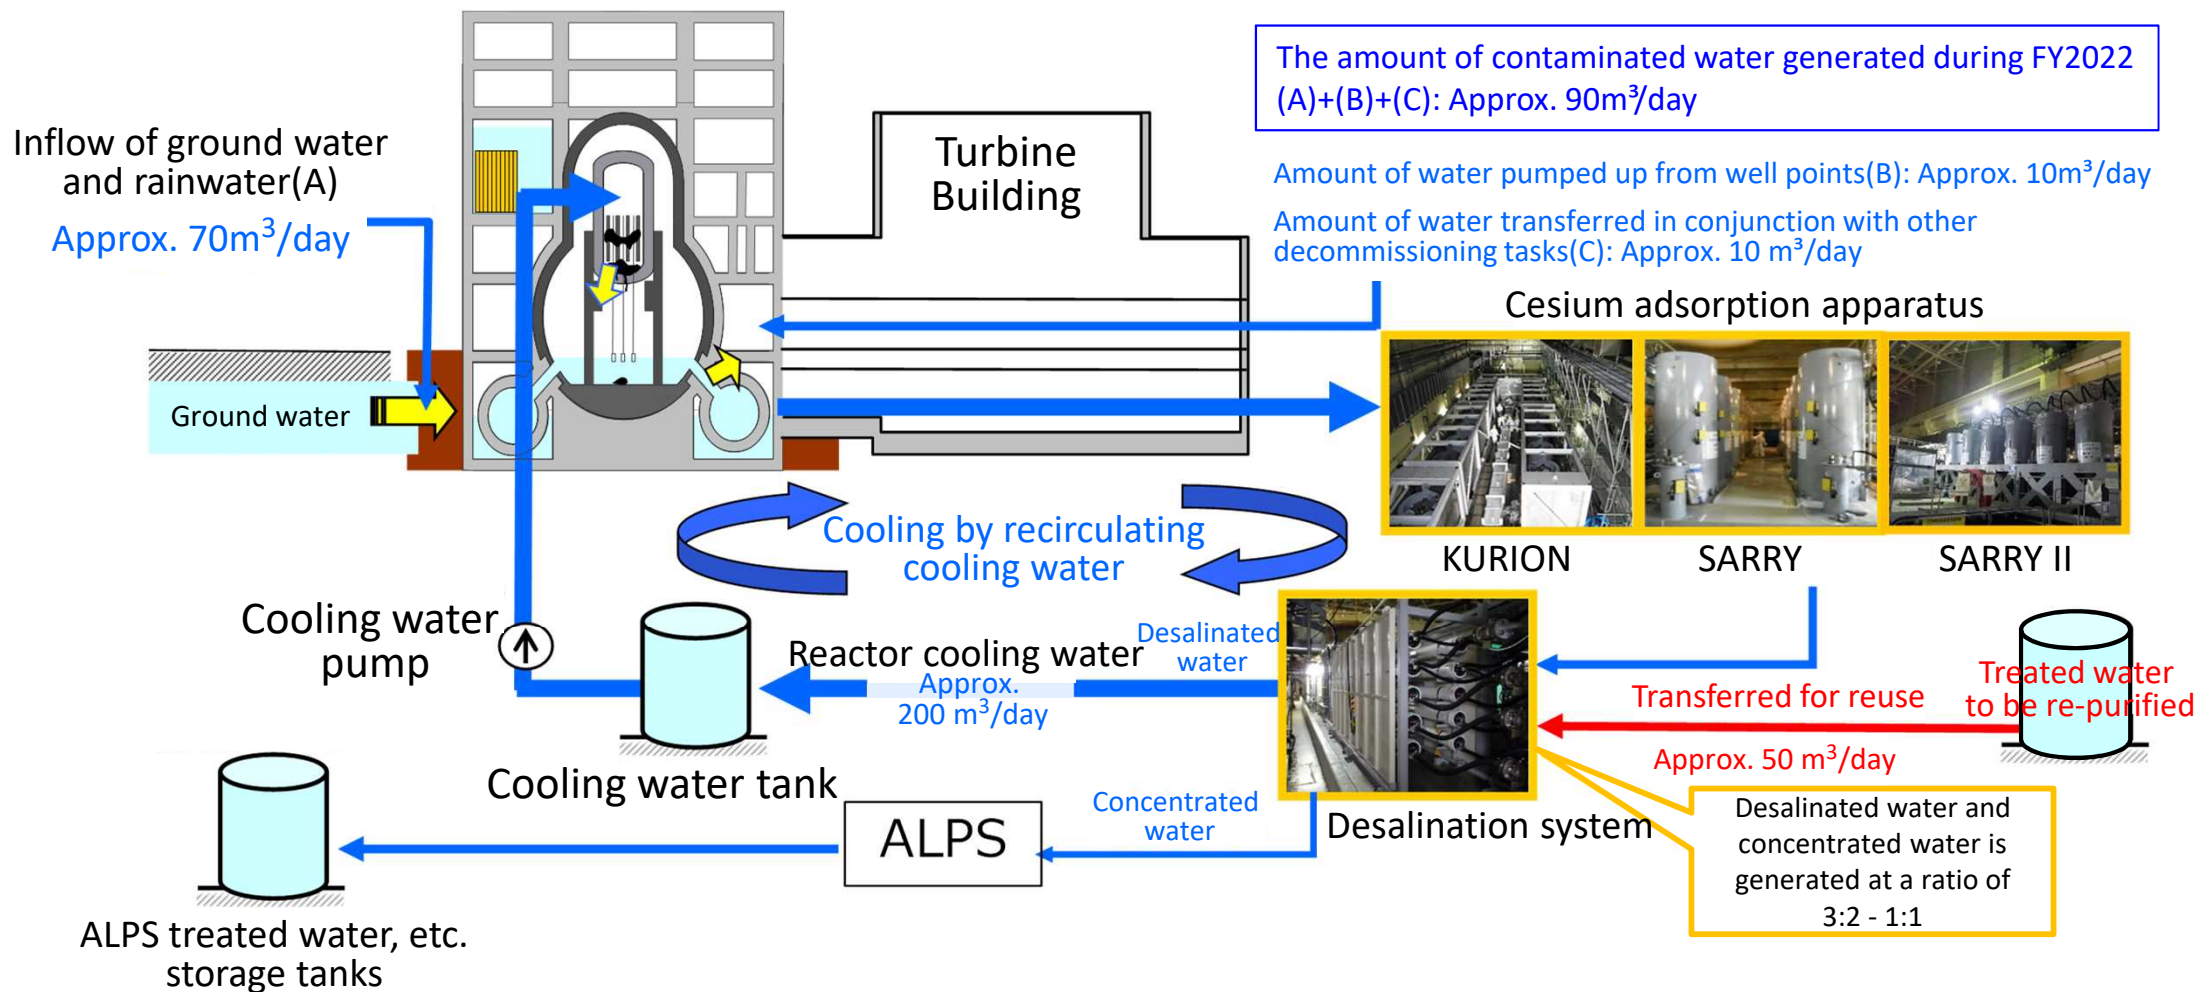 The amount of contaminated water generated during FY2022
(A)+(B)+(C): Approx. 90m³/day
Inflow of ground water
and rainwater(A)
Approx. 70m³/day
Turbine
Building
Amount of water pumped up from well points(B): Approx. 10m³/day
Amount of water transferred in conjunction with other
decommissioning tasks(C): Approx. 10 m³/day
Cesium adsorption apparatus
Ground water
KURION
SARRY
SARRY II
Cooling by recirculating
cooling water
Cooling water
pump
Reactor cooling water
Approx.
200 m³/day
Desalinated
water
Treated water
to be re-purified
Transferred for reuse
Approx. 50 m³/day
Cooling water tank
Concentrated
water
Desalination system
ALPS
Desalinated water and
concentrated water is
generated at a ratio of
3:2 - 1:1
ALPS treated water, etc.
storage tanks